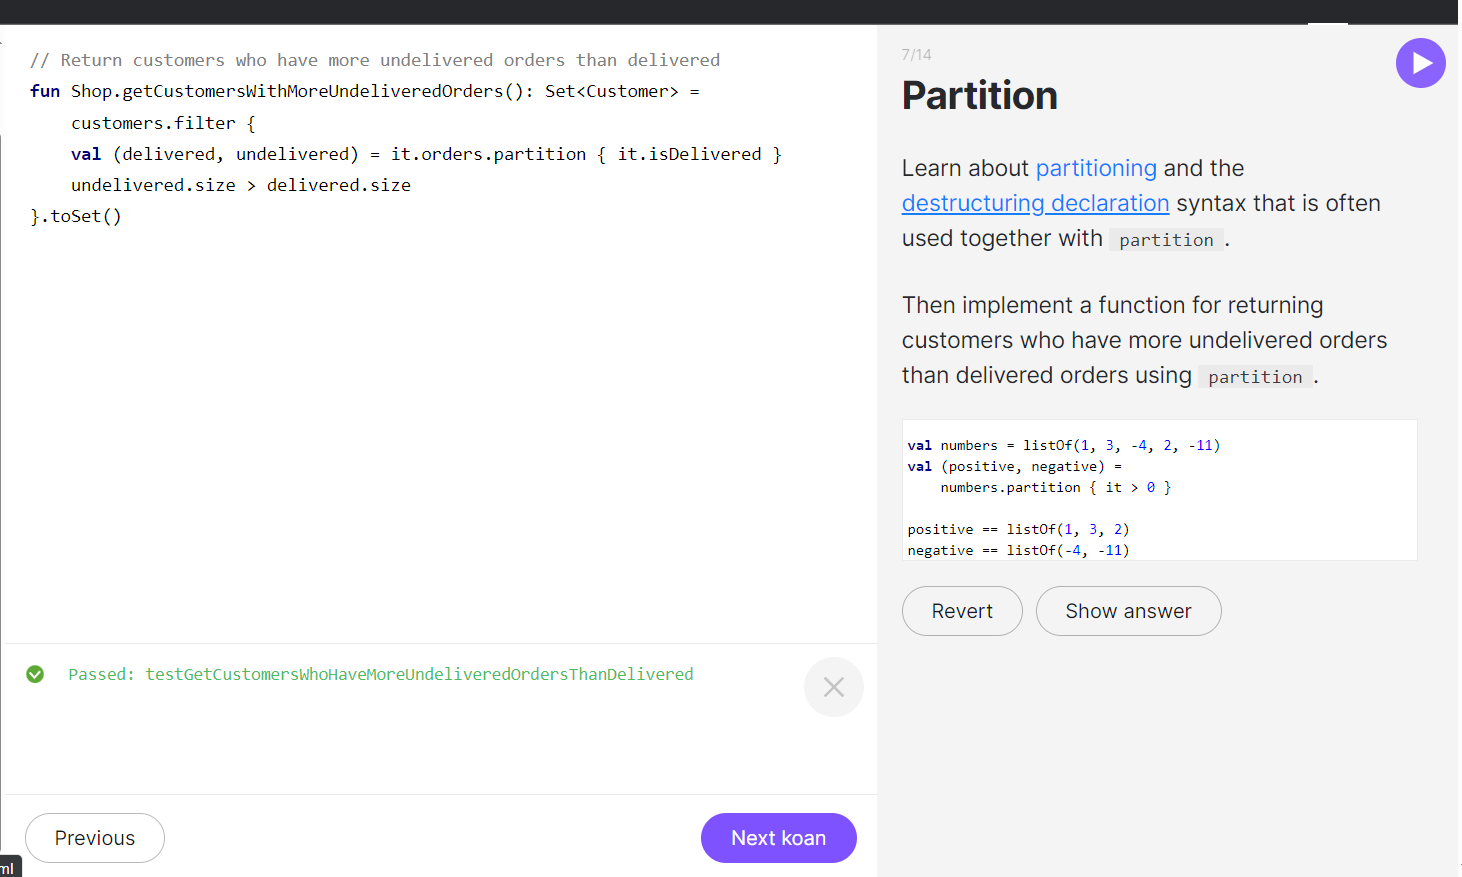 // Return customers who have more undelivered orders than delivered
fun Shop.getCustomersWithMoreUndeliveredOrders(): Set<Customer> =
customers.filter {
val (delivered, undelivered) = it.orders.partition { it.isDelivered }
undelivered.size > delivered.size
}.toSet()
Passed: testGetCustomersWhoHaveMoreUndeliveredOrdersThanDelivered
Previous
Next koan
ml
7/14
Partition
Learn about partitioning and the
destructuring declaration syntax that is often
used together with partition .
Then implement a function for returning
customers who have more undelivered orders
than delivered orders using partition .
val numbers = listOf(1, 3, -4, 2, -11)
val (positive, negative) =
numbers.partition { it > 0 }
positive == listOf(1, 3, 2)
negative == listOf(-4, -11)
Revert
Show answer